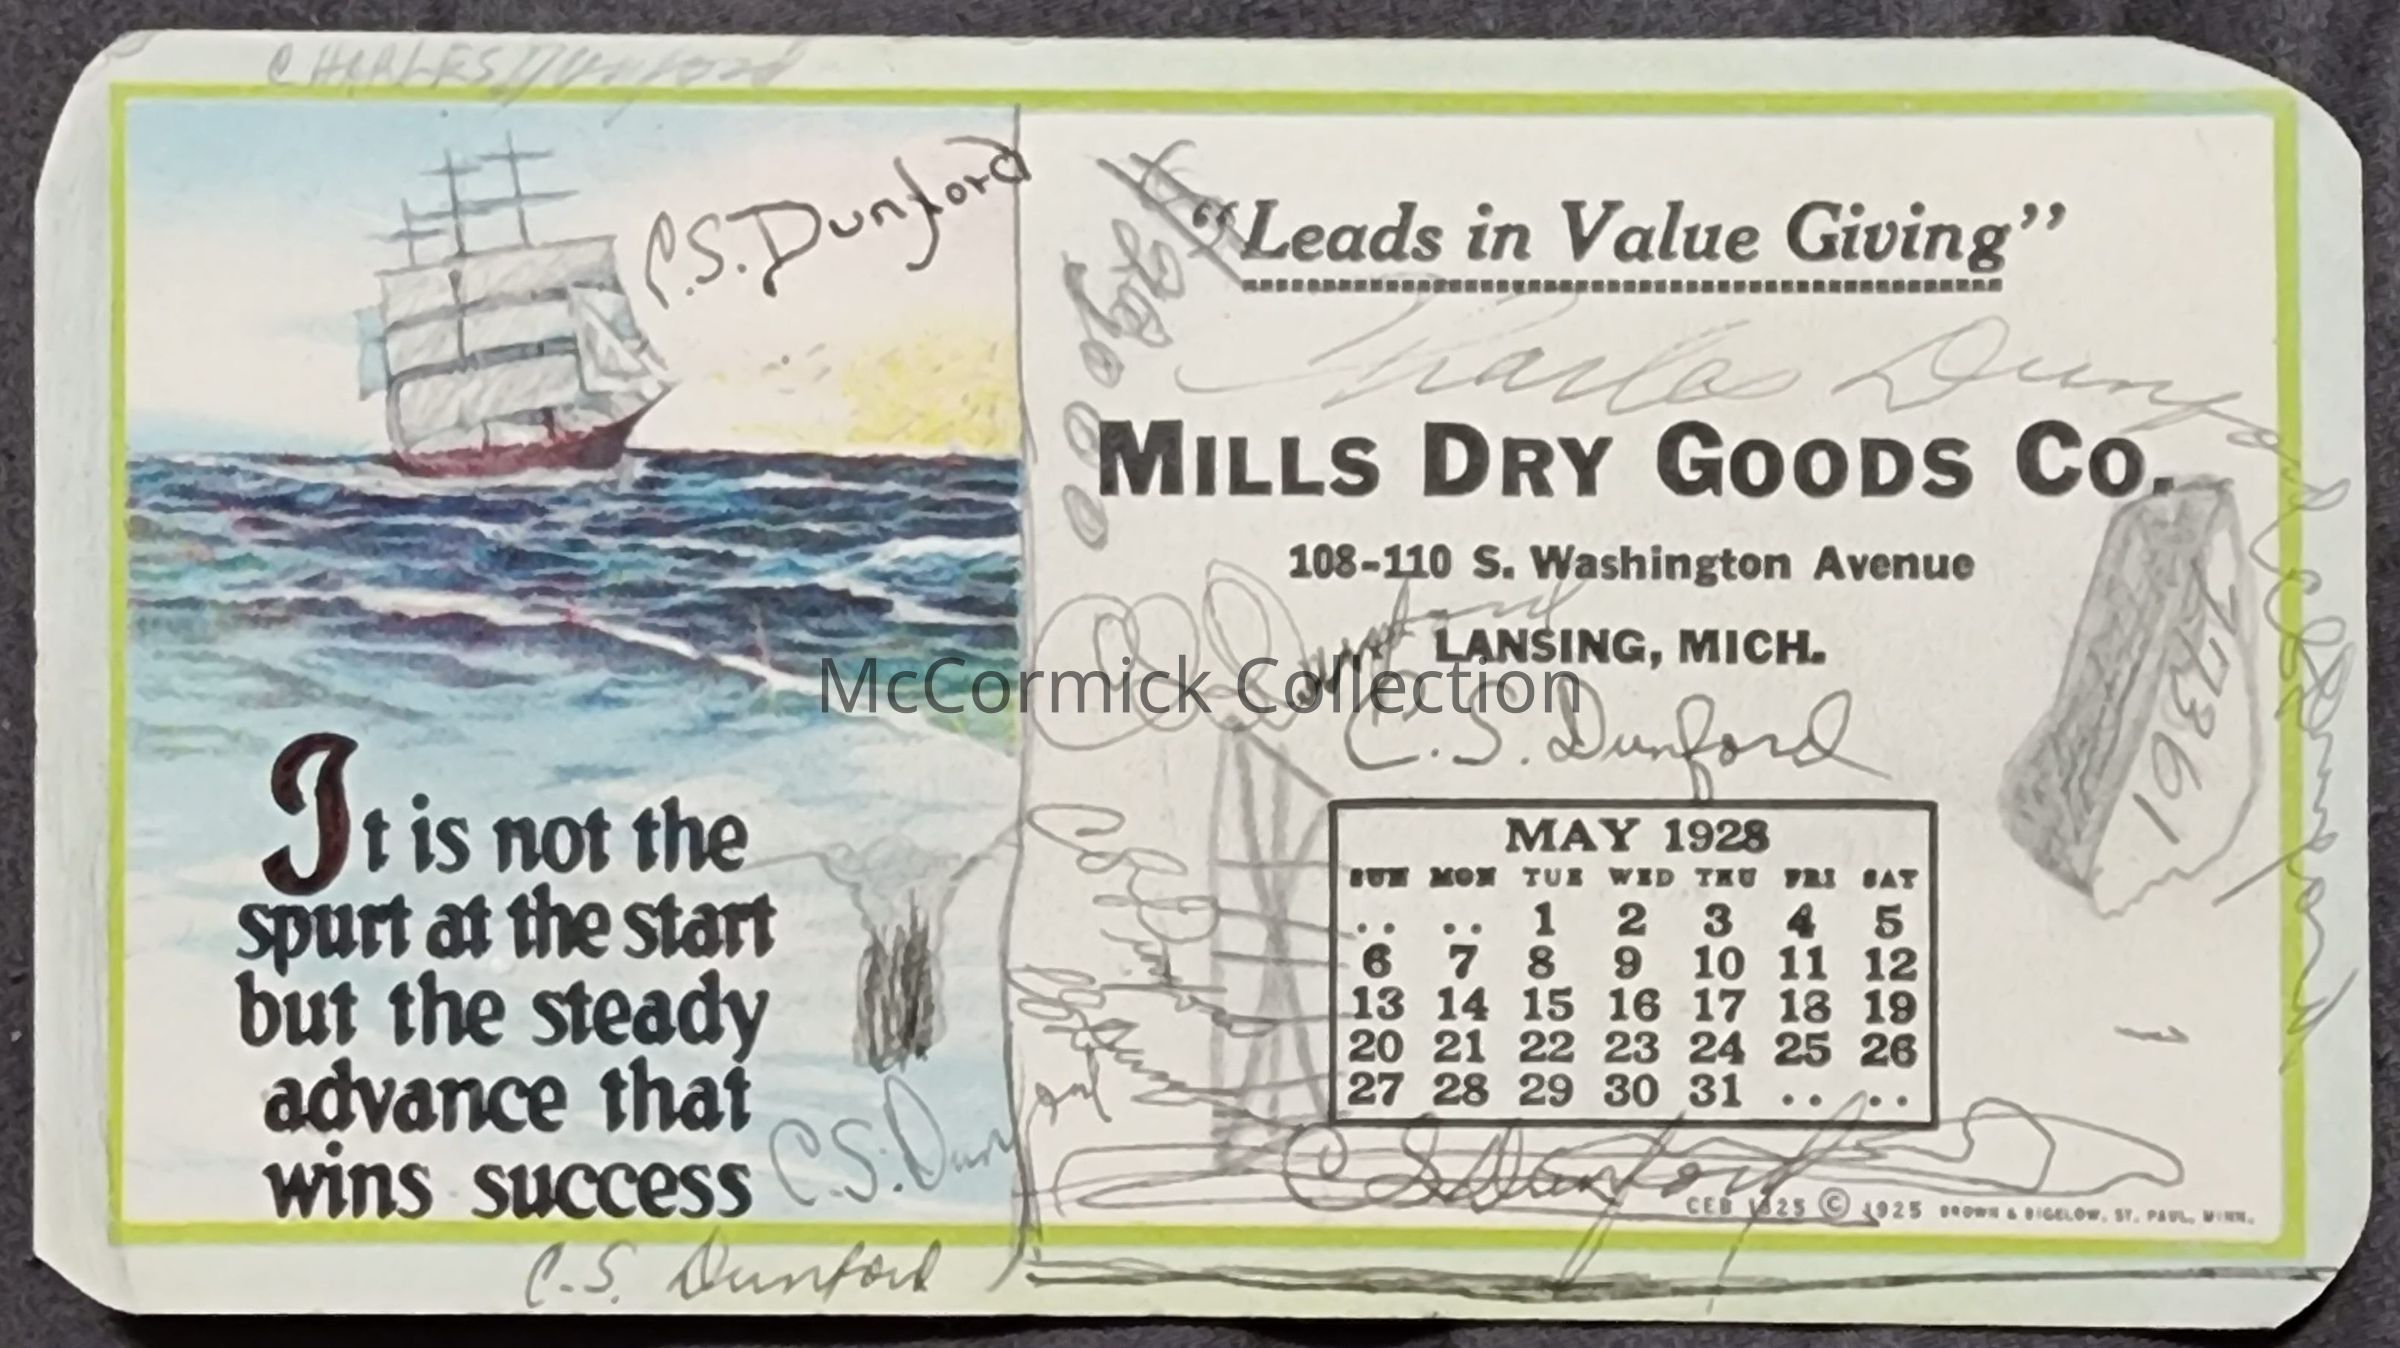 CHARLES Dunford
C.S. Dunford
It is not the
spurt at the start
but the steady
advance that
wins success
C.S. Dunford
C.S. Dunford
"Leads in Value Giving"
Charles Dunford
MILLS DRY GOODS CO.
108-110 S. Washington Avenue
Dunford
LANSING, MICH.
McCormick Collection
C.S. Dunford
MAY 1928
SUN MON TUE WED THU FRI SAT
.. .. 1 2 3 4 5
6 7 8 9 10 11 12
13 14 15 16 17 18 19
20 21 22 23 24 25 26
27 28 29 30 31 .. ..
C S Dunford
CEB 1325 © 1925 BROWN & BIGELOW, ST. PAUL, MINN.